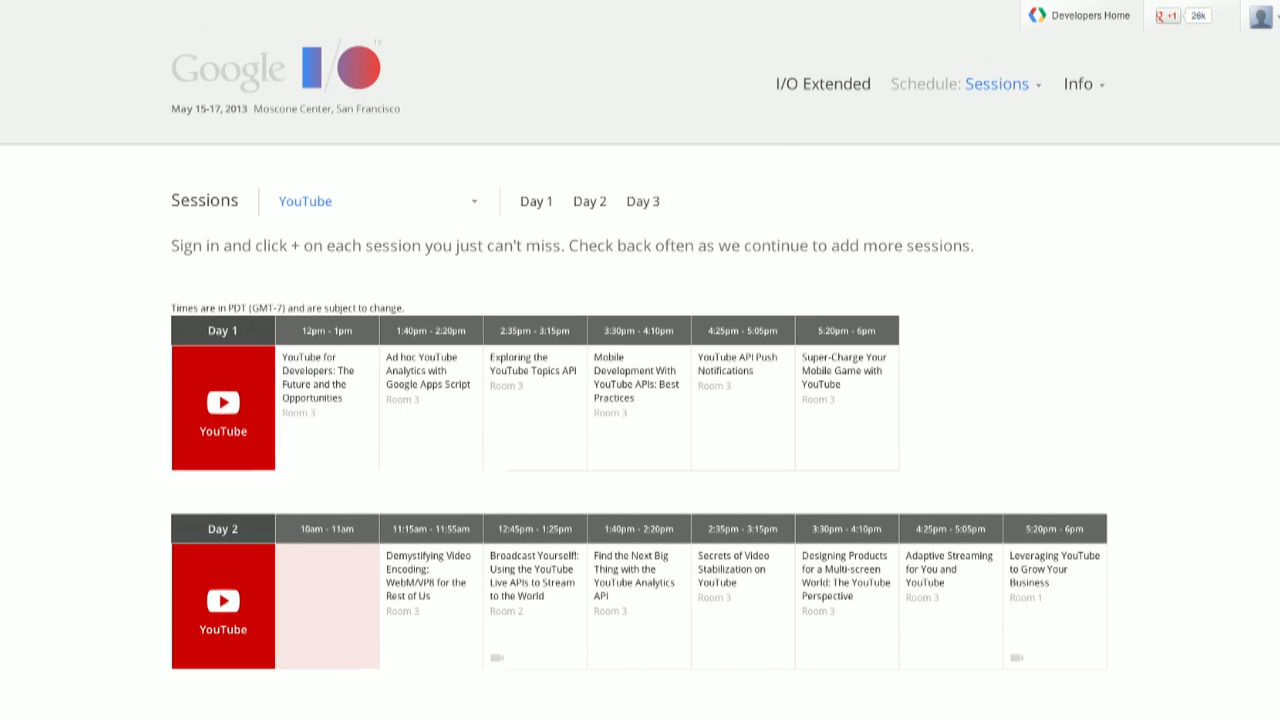 Developers Home
+1
26k
Google I/O 13
I/O Extended
Schedule: Sessions
Info
May 15-17, 2013 Moscone Center, San Francisco
Sessions
YouTube
Day 1
Day 2
Day 3
Sign in and click + on each session you just can't miss. Check back often as we continue to add more sessions.
Times are in PDT (GMT-7) and are subject to change.
Day 1
12pm - 1pm
1:40pm - 2:20pm
2:35pm - 3:15pm
3:30pm - 4:10pm
4:25pm - 5:05pm
5:20pm - 6pm
YouTube
YouTube for
Developers: The
Future and the
Opportunities
Room 3
Ad hoc YouTube
Analytics with
Google Apps Script
Room 3
Exploring the
YouTube Topics API
Room 3
Mobile
Development With
YouTube APIs: Best
Practices
Room 3
YouTube API Push
Notifications
Room 3
Super-Charge Your
Mobile Game with
YouTube
Room 3
Day 2
10am - 11am
11:15am - 11:55am
12:45pm - 1:25pm
1:40pm - 2:20pm
2:35pm - 3:15pm
3:30pm - 4:10pm
4:25pm - 5:05pm
5:20pm - 6pm
YouTube
Demystifying Video
Encoding:
WebM/VP8 for the
Rest of Us
Room 3
Broadcast Yourself!:
Using the YouTube
Live APIs to Stream
to the World
Room 2
Find the Next Big
Thing with the
YouTube Analytics
API
Room 3
Secrets of Video
Stabilization on
YouTube
Room 3
Designing Products
for a Multi-screen
World: The YouTube
Perspective
Room 3
Adaptive Streaming
for You and
YouTube
Room 3
Leveraging YouTube
to Grow Your
Business
Room 1